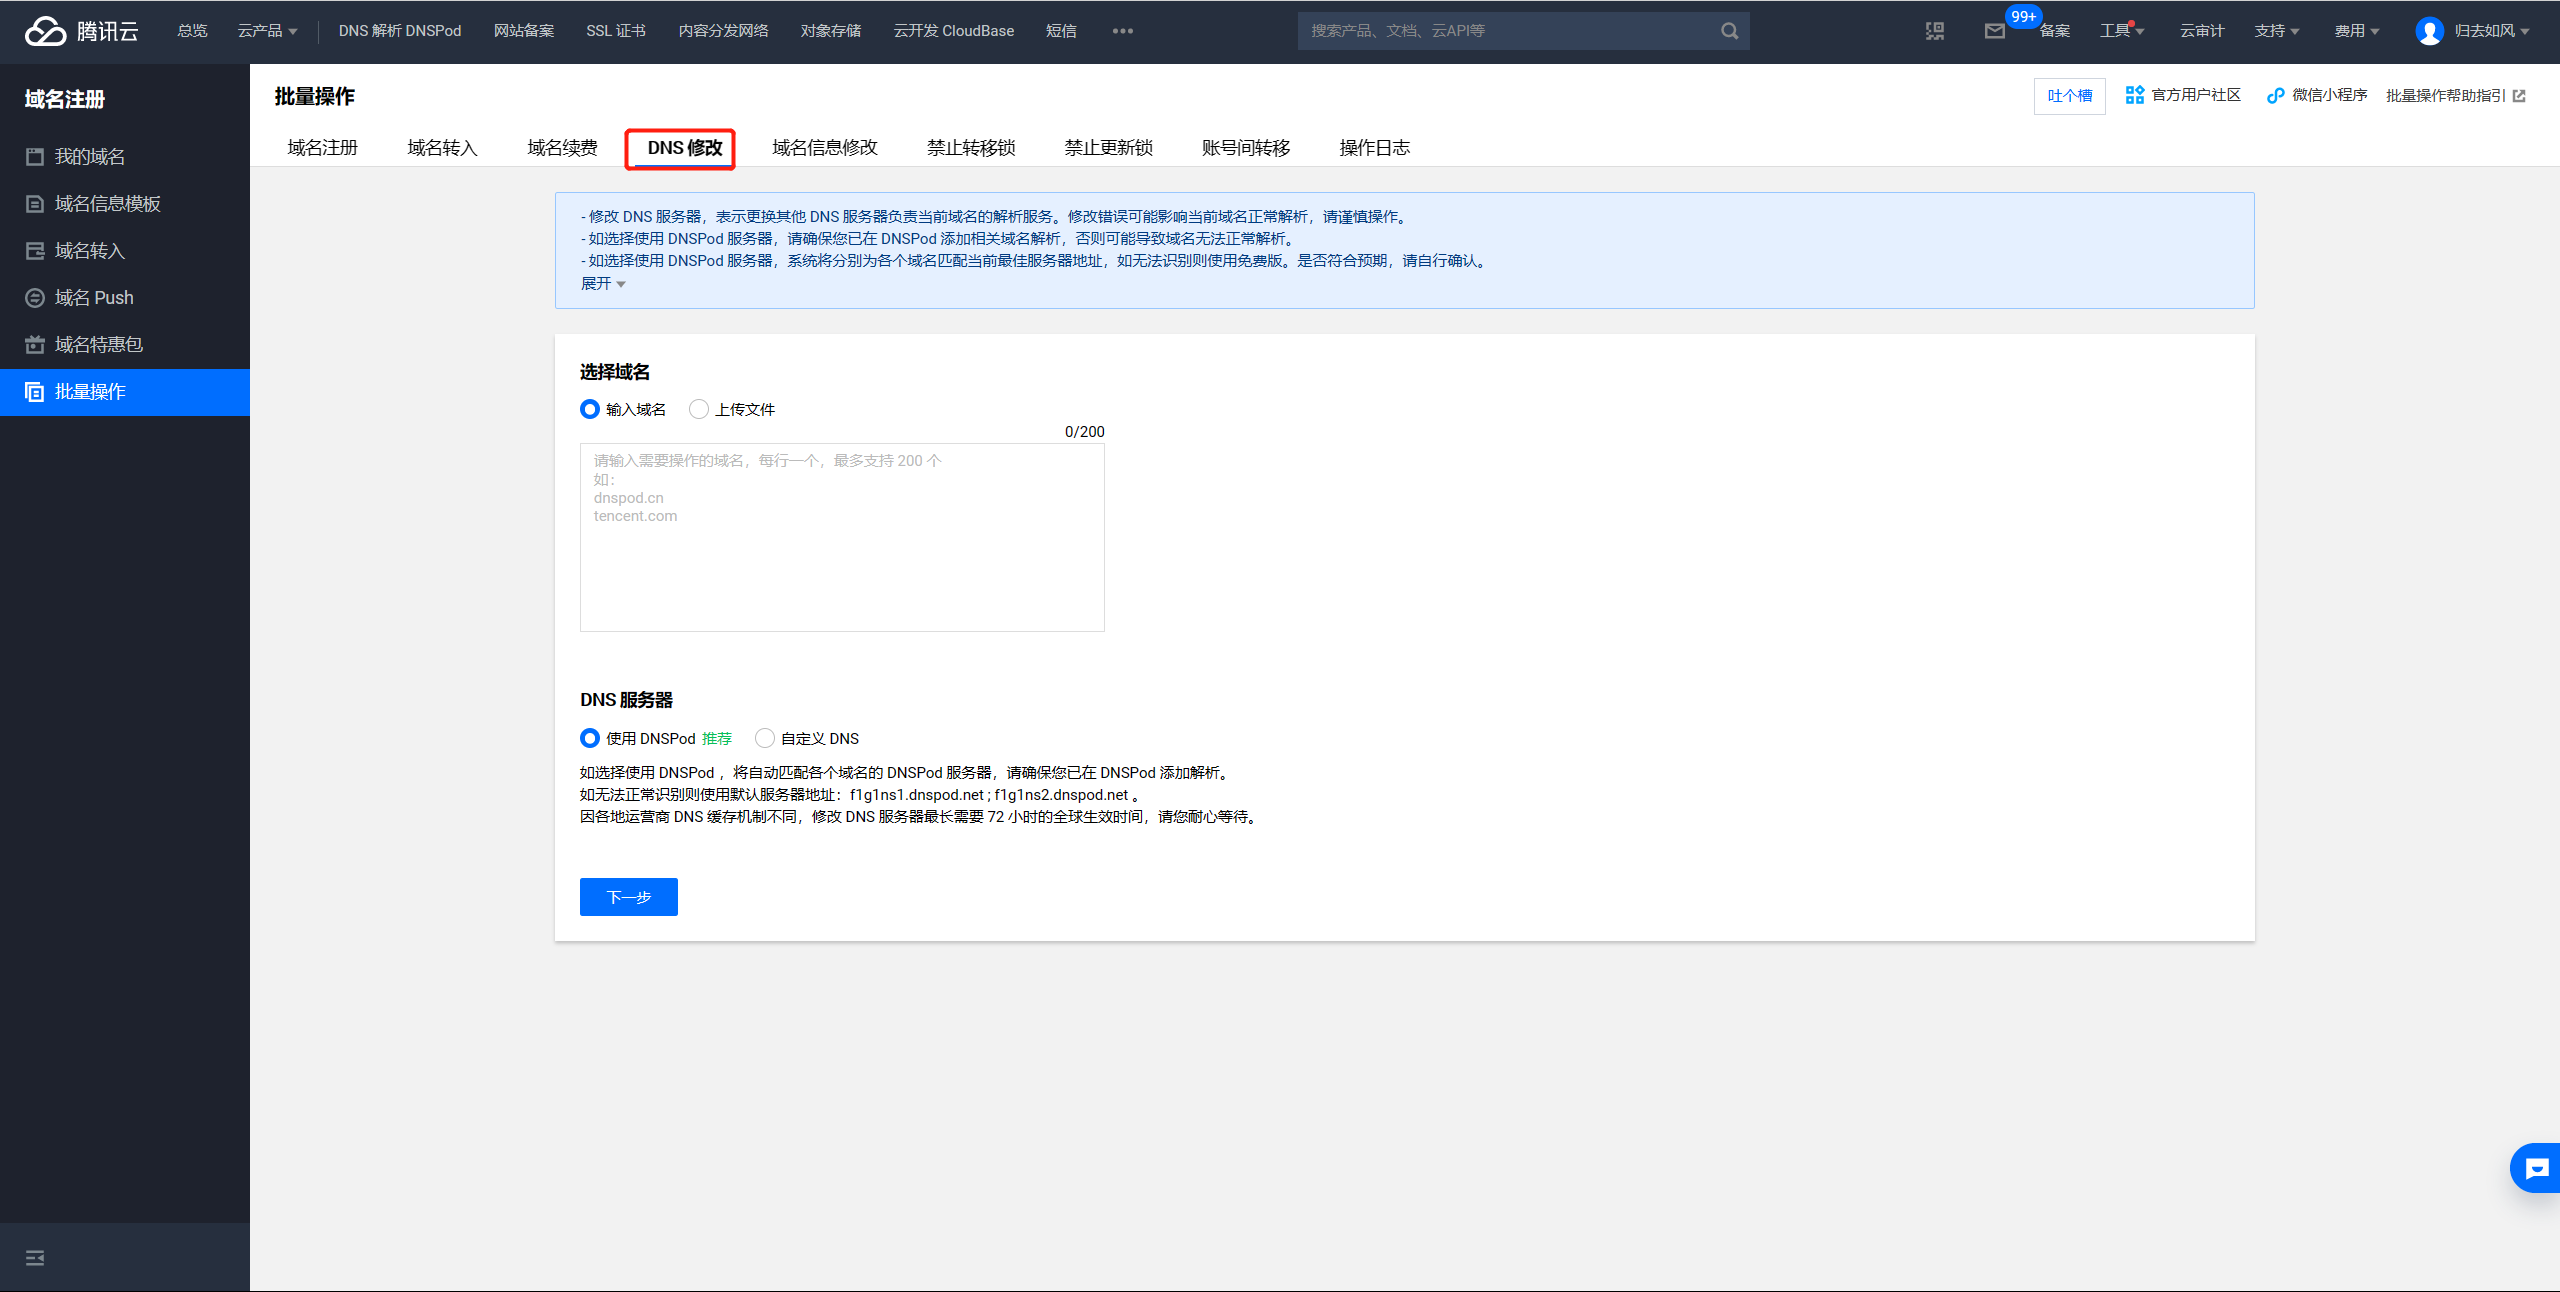 腾讯云 总览 云产品 DNS 解析 DNSPod 网站备案 SSL 证书 内容分发网络 对象存储 云开发 CloudBase 短信 ••• 搜索产品、文档、云API等 99+ 备案 工具 云审计 支持 费用 归去如风
域名注册
我的域名
域名信息模板
域名转入
域名 Push
域名特惠包
批量操作
批量操作 吐个槽 官方用户社区 微信小程序 批量操作帮助指引
域名注册 域名转入 域名续费 DNS 修改 域名信息修改 禁止转移锁 禁止更新锁 账号间转移 操作日志
- 修改 DNS 服务器，表示更换其他 DNS 服务器负责当前域名的解析服务。修改错误可能影响当前域名正常解析，请谨慎操作。
- 如选择使用 DNSPod 服务器，请确保您已在 DNSPod 添加相关域名解析，否则可能导致域名无法正常解析。
- 如选择使用 DNSPod 服务器，系统将分别为各个域名匹配当前最佳服务器地址，如无法识别则使用免费版。是否符合预期，请自行确认。
展开
选择域名
输入域名 上传文件
0/200
请输入需要操作的域名，每行一个，最多支持 200 个
如：
dnspod.cn
tencent.com
DNS 服务器
使用 DNSPod 推荐 自定义 DNS
如选择使用 DNSPod ，将自动匹配各个域名的 DNSPod 服务器，请确保您已在 DNSPod 添加解析。
如无法正常识别则使用默认服务器地址：f1g1ns1.dnspod.net ; f1g1ns2.dnspod.net 。
因各地运营商 DNS 缓存机制不同，修改 DNS 服务器最长需要 72 小时的全球生效时间，请您耐心等待。
下一步